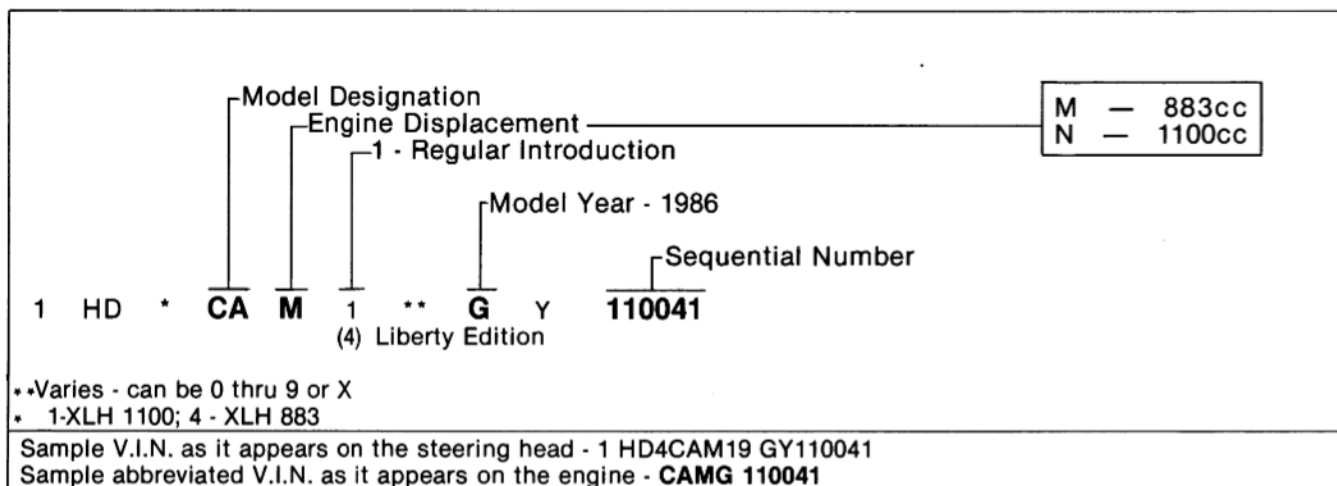 Model Designation
Engine Displacement
M — 883cc
N — 1100cc
1 - Regular Introduction
Model Year - 1986
Sequential Number
1 HD * CA M 1 ** G Y 110041
(4) Liberty Edition
**Varies - can be 0 thru 9 or X
* 1-XLH 1100; 4 - XLH 883
Sample V.I.N. as it appears on the steering head - 1 HD4CAM19 GY110041
Sample abbreviated V.I.N. as it appears on the engine - CAMG 110041